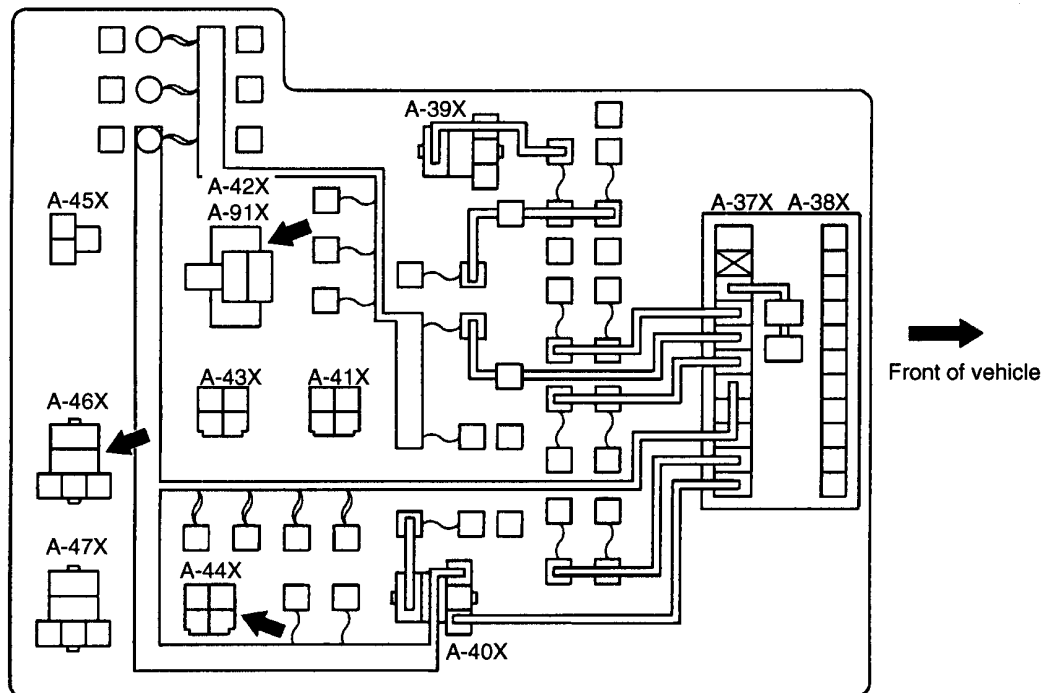 A-39X
A-42X
A-45X
A-91X
A-37X A-38X
Front of vehicle
A-43X
A-41X
A-46X
A-47X
A-44X
A-40X